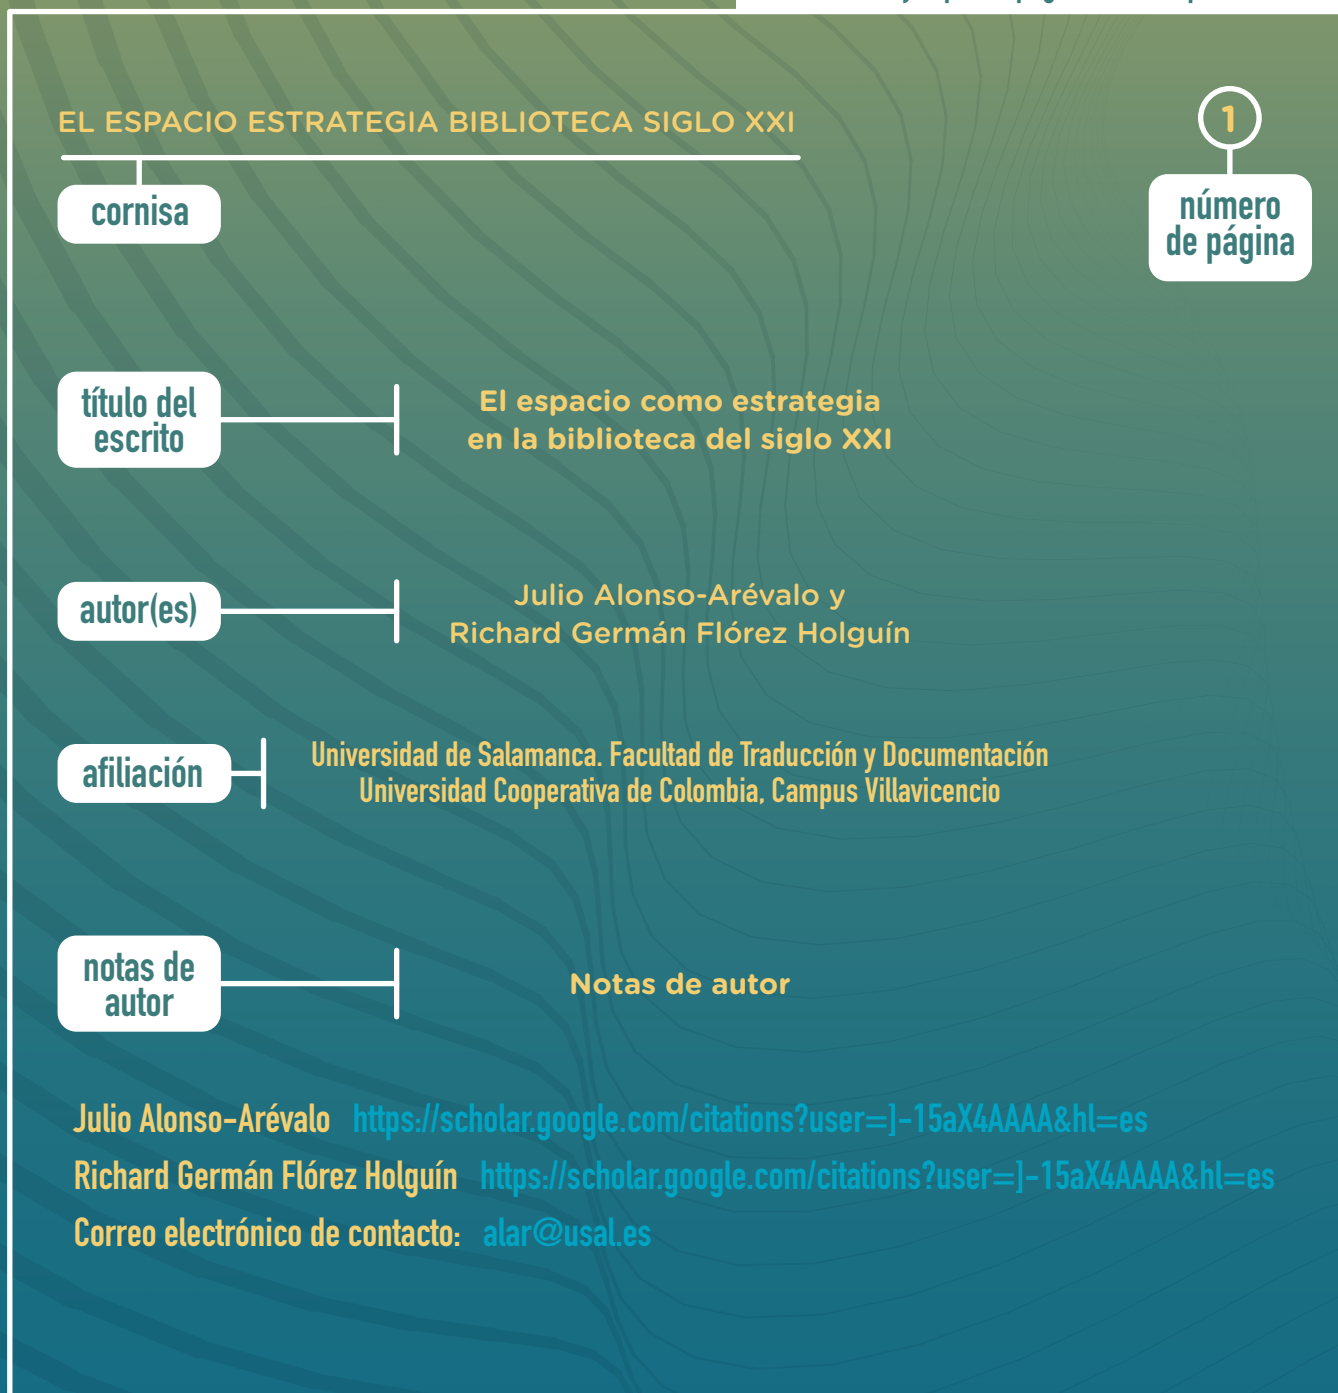 EL ESPACIO ESTRATEGIA BIBLIOTECA SIGLO XXI
1
cornisa
número
de página
título del
escrito
El espacio como estrategia
en la biblioteca del siglo XXI
autor(es)
Julio Alonso-Arévalo y
Richard Germán Flórez Holguín
afiliación
Universidad de Salamanca. Facultad de Traducción y Documentación
Universidad Cooperativa de Colombia, Campus Villavicencio
notas de
autor
Notas de autor
Julio Alonso-Arévalo https://scholar.google.com/citations?user=]-15aX4AAAA&hl=es
Richard Germán Flórez Holguín https://scholar.google.com/citations?user=]-15aX4AAAA&hl=es
Correo electrónico de contacto: alar@usal.es